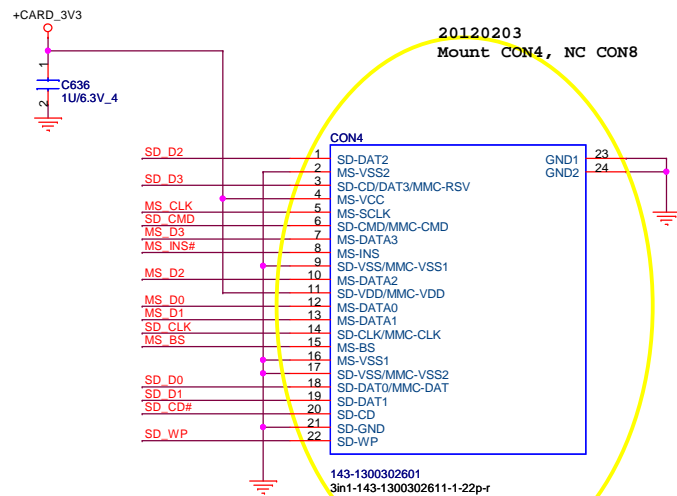 +CARD_3V3
20120203
Mount CON4, NC CON8
1
C636
1U/6.3V_4
2
CON4
SD_D2 1 SD-DAT2 GND1 23
2 MS-VSS2 GND2 24
SD_D3 3 SD-CD/DAT3/MMC-RSV
4 MS-VCC
MS_CLK 5 MS-SCLK
SD_CMD 6 SD-CMD/MMC-CMD
MS_D3 7 MS-DATA3
MS_INS# 8 MS-INS
9 SD-VSS/MMC-VSS1
MS_D2 10 MS-DATA2
11 SD-VDD/MMC-VDD
MS_D0 12 MS-DATA0
MS_D1 13 MS-DATA1
SD_CLK 14 SD-CLK/MMC-CLK
MS_BS 15 MS-BS
16 MS-VSS1
17 SD-VSS/MMC-VSS2
SD_D0 18 SD-DAT0/MMC-DAT
SD_D1 19 SD-DAT1
SD_CD# 20 SD-CD
21 SD-GND
SD_WP 22 SD-WP
143-1300302601
3in1-143-1300302611-1-22p-r